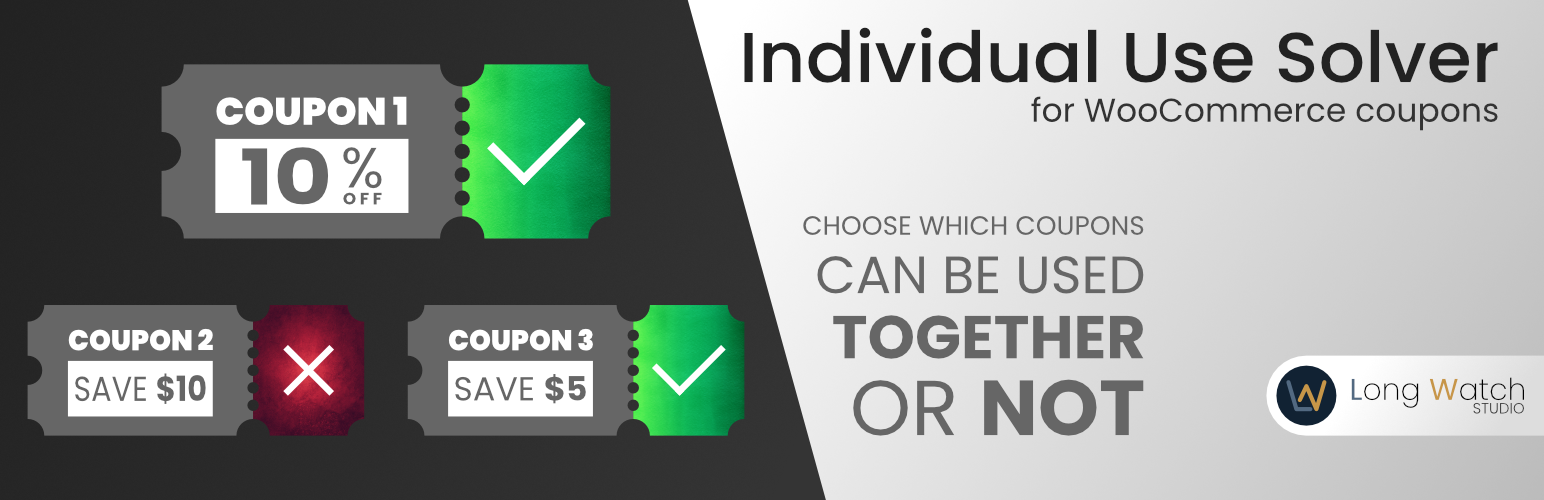 COUPON 1
10 %
OFF
COUPON 2
SAVE $10
COUPON 3
SAVE $5
Individual Use Solver
for WooCommerce coupons
CHOOSE WHICH COUPONS
CAN BE USED
TOGETHER
OR NOT
Long Watch
STUDIO